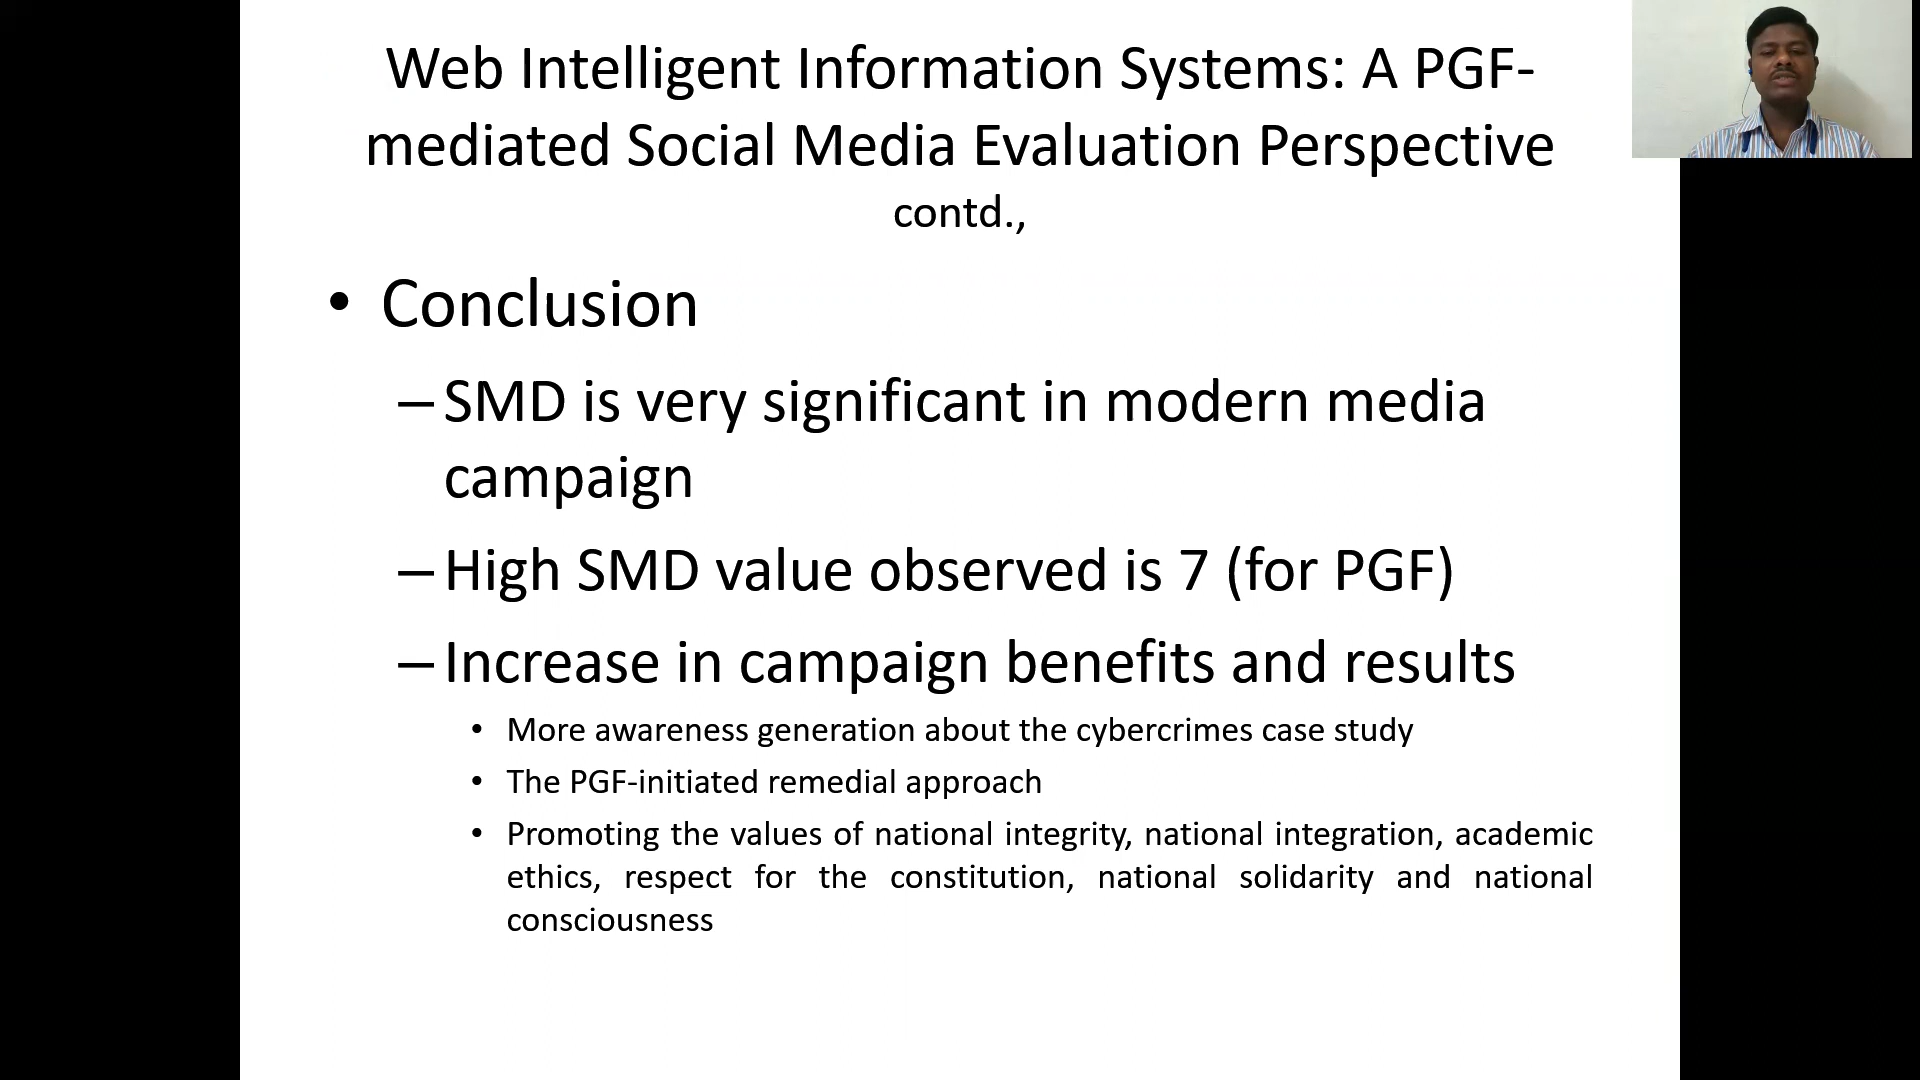 Web Intelligent Information Systems: A PGF-
mediated Social Media Evaluation Perspective
contd.,
• Conclusion
– SMD is very significant in modern media
campaign
– High SMD value observed is 7 (for PGF)
– Increase in campaign benefits and results
• More awareness generation about the cybercrimes case study
• The PGF-initiated remedial approach
• Promoting the values of national integrity, national integration, academic
ethics, respect for the constitution, national solidarity and national
consciousness